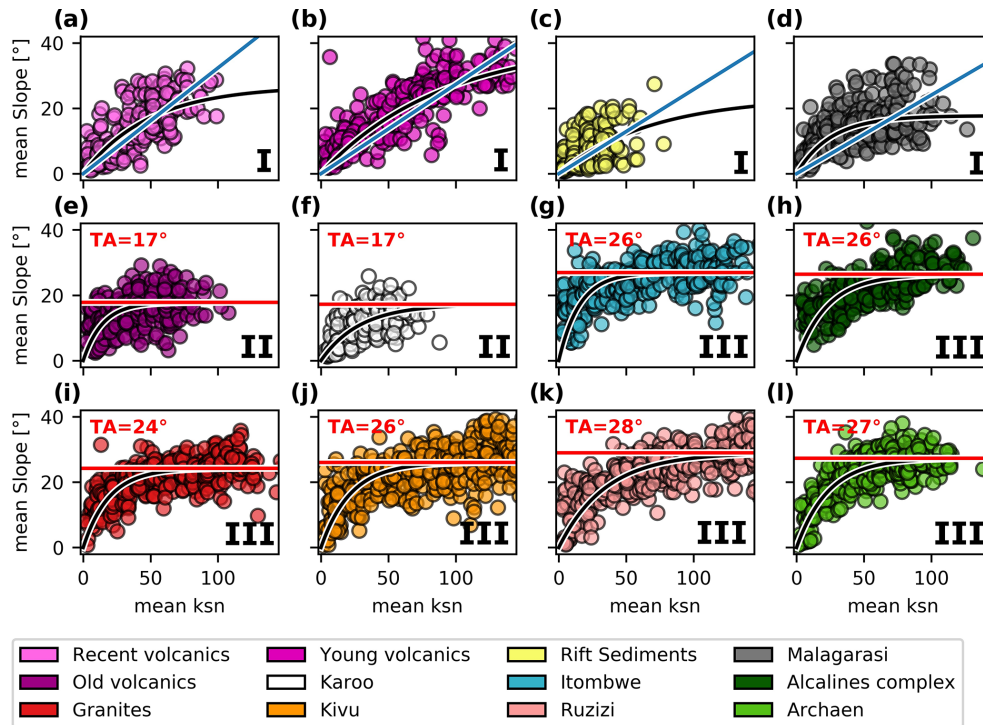 (a) (b) (c) (d)
mean Slope [°] 40 20 0 I I I I
(e) (f) (g) (h)
mean Slope [°] 40 20 0 TA=17° II TA=17° II TA=26° III TA=26° III
(i) (j) (k) (l)
mean Slope [°] 40 20 0 TA=24° III TA=26° III TA=28° III TA=27° III
0 50 100 0 50 100 0 50 100 0 50 100
mean ksn mean ksn mean ksn mean ksn
Recent volcanics Young volcanics Rift Sediments Malagarasi
Old volcanics Karoo Itombwe Alcalines complex
Granites Kivu Ruzizi Archaen